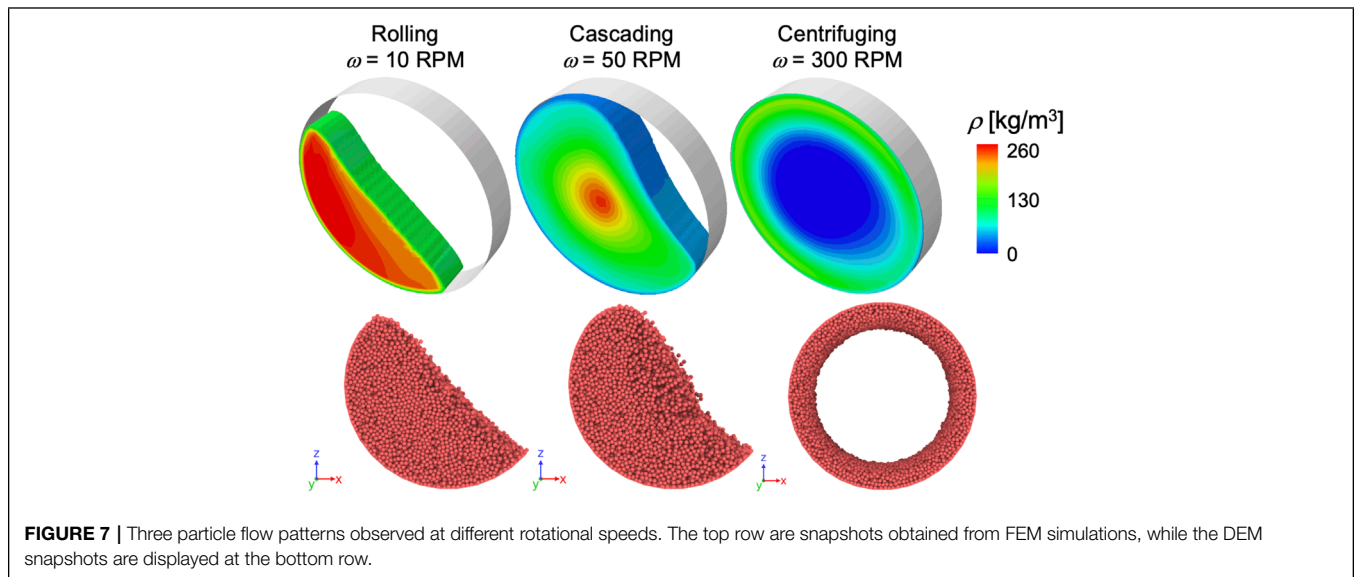 Rolling
ω = 10 RPM
Cascading
ω = 50 RPM
Centrifuging
ω = 300 RPM
ρ [kg/m³]
260
130
0
z
y
x
z
y
x
z
y
x
FIGURE 7 | Three particle flow patterns observed at different rotational speeds. The top row are snapshots obtained from FEM simulations, while the DEM
snapshots are displayed at the bottom row.